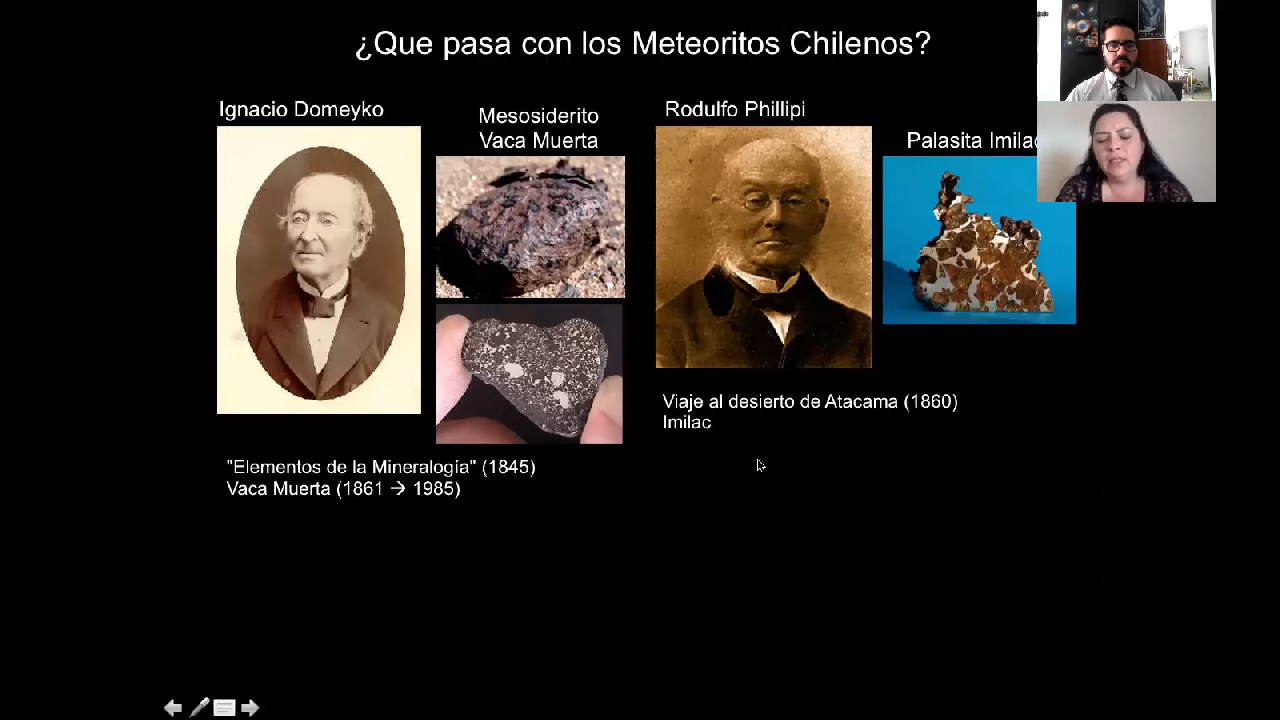 ¿Que pasa con los Meteoritos Chilenos?
Ignacio Domeyko
Mesosiderito
Vaca Muerta
Rodulfo Phillipi
Palasita Imilac
Viaje al desierto de Atacama (1860)
Imilac
"Elementos de la Mineralogía" (1845)
Vaca Muerta (1861 → 1985)